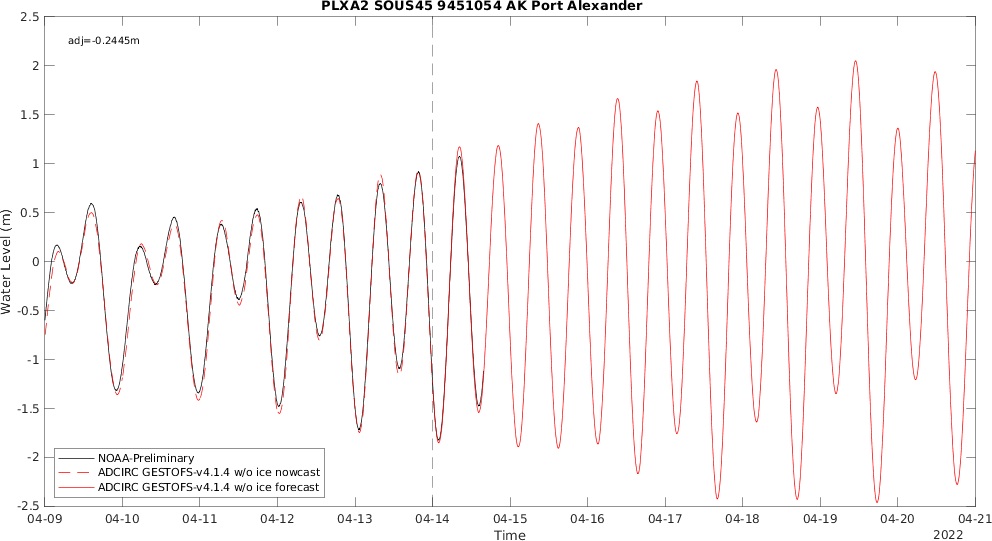 PLXA2 SOUS45 9451054 AK Port Alexander
adj=-0.2445m
2.5
2
1.5
1
0.5
0
-0.5
-1
-1.5
-2
-2.5
Water Level (m)
NOAA-Preliminary
ADCIRC GESTOFS-v4.1.4 w/o ice nowcast
ADCIRC GESTOFS-v4.1.4 w/o ice forecast
04-09 04-10 04-11 04-12 04-13 04-14 04-15 04-16 04-17 04-18 04-19 04-20 04-21
Time
2022